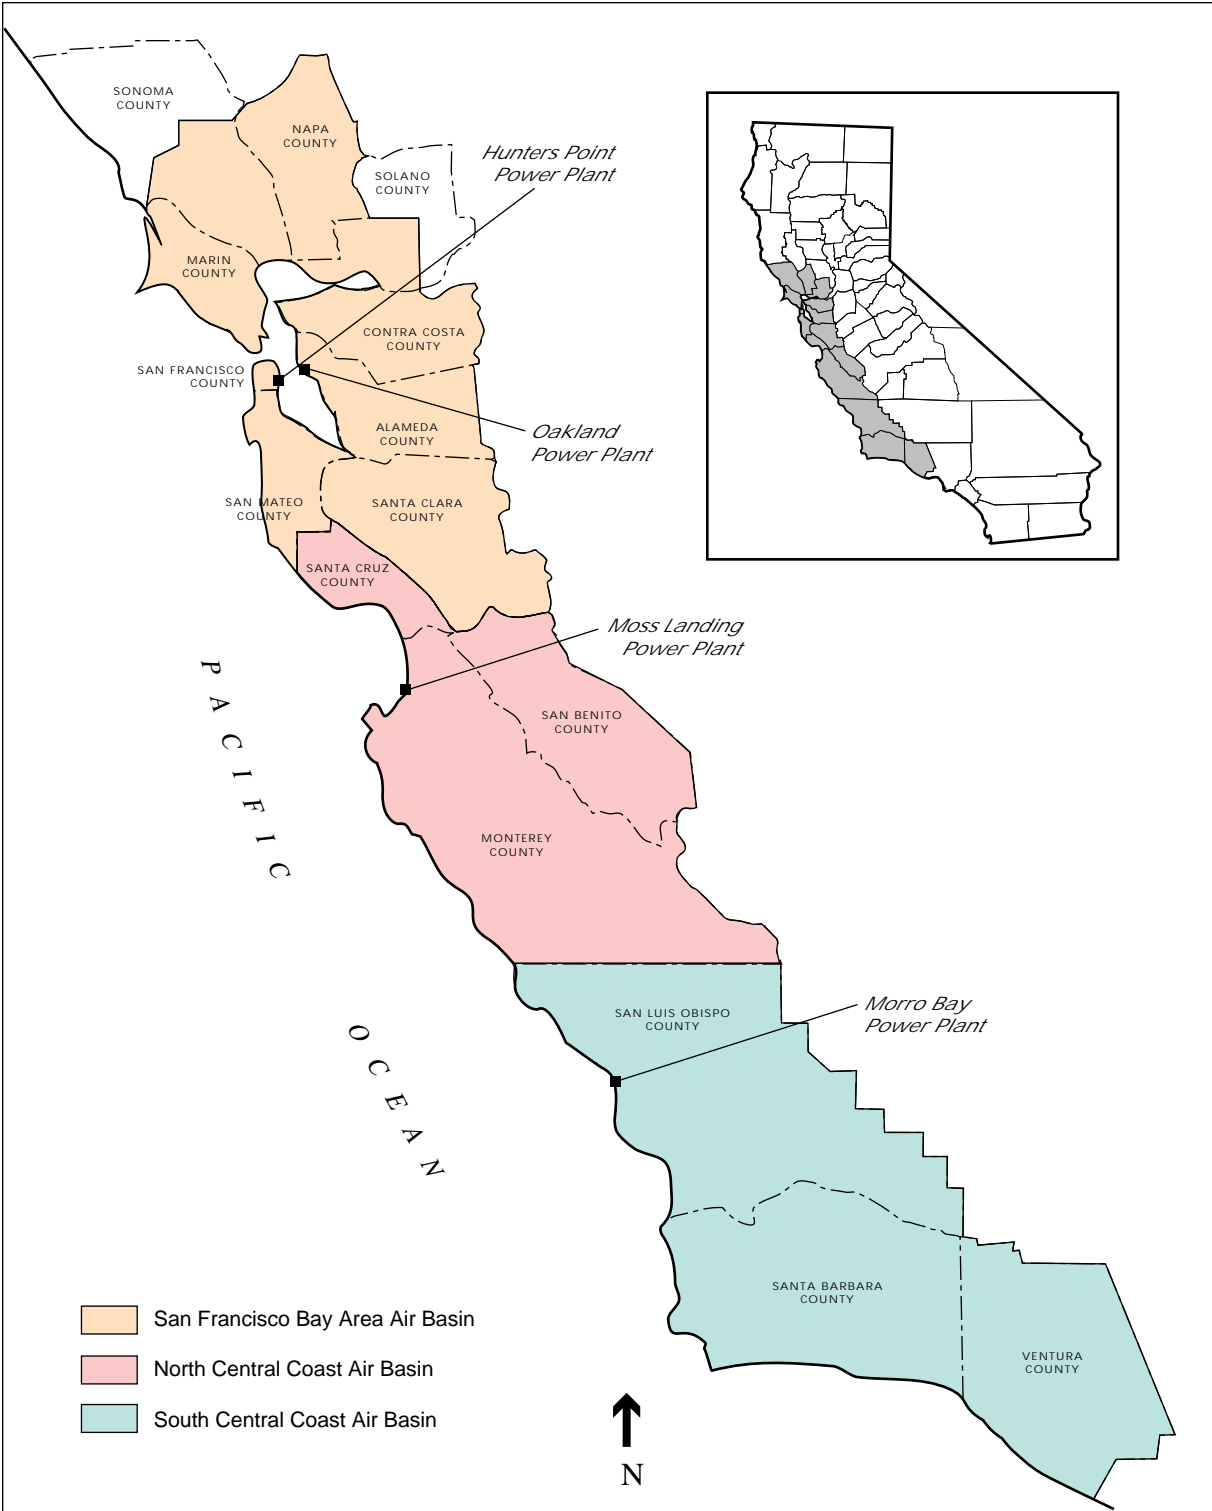 SONOMA
COUNTY
NAPA
COUNTY
Hunters Point
Power Plant
SOLANO
COUNTY
MARIN
COUNTY
CONTRA COSTA
COUNTY
SAN FRANCISCO
COUNTY
ALAMEDA
COUNTY
Oakland
Power Plant
SAN MATEO
COUNTY
SANTA CLARA
COUNTY
SANTA CRUZ
COUNTY
Moss Landing
Power Plant
SAN BENITO
COUNTY
MONTEREY
COUNTY
PACIFIC
OCEAN
SAN LUIS OBISPO
COUNTY
Morro Bay
Power Plant
SANTA BARBARA
COUNTY
VENTURA
COUNTY
San Francisco Bay Area Air Basin
North Central Coast Air Basin
South Central Coast Air Basin
N